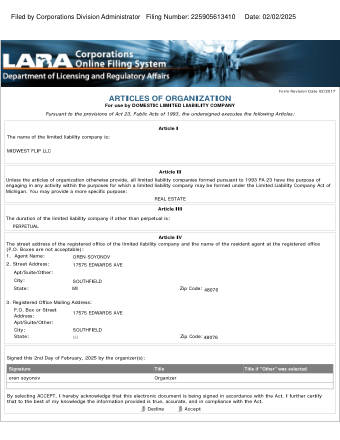 Filed by Corporations Division Administrator Filing Number: 225905613410 Date: 02/02/2025
LARA Corporations
Online Filing System
Department of Licensing and Regulatory Affairs
Form Revision Date 02/2017
ARTICLES OF ORGANIZATION
For use by DOMESTIC LIMITED LIABILITY COMPANY
Pursuant to the provisions of Act 23, Public Acts of 1993, the undersigned executes the following Articles:
Article I
The name of the limited liability company is:
MIDWEST FLIP LLC
Article II
Unless the articles of organization otherwise provide, all limited liability companies formed pursuant to 1993 PA 23 have the purpose of
engaging in any activity within the purposes for which a limited liability company may be formed under the Limited Liability Company Act of
Michigan. You may provide a more specific purpose:
REAL ESTATE
Article III
The duration of the limited liability company if other than perpetual is:
PERPETUAL
Article IV
The street address of the registered office of the limited liability company and the name of the resident agent at the registered office
(P.O. Boxes are not acceptable):
1. Agent Name: OREN SOYONOV
2. Street Address: 17575 EDWARDS AVE
Apt/Suite/Other:
City: SOUTHFIELD
State: MI Zip Code: 48076
3. Registered Office Mailing Address:
P.O. Box or Street
Address: 17575 EDWARDS AVE
Apt/Suite/Other:
City: SOUTHFIELD
State: MI Zip Code: 48076
Signed this 2nd Day of February, 2025 by the organizer(s):
Signature Title Title if "Other" was selected
oren soyonov Organizer
By selecting ACCEPT, I hereby acknowledge that this electronic document is being signed in accordance with the Act. I further certify
that to the best of my knowledge the information provided is true, accurate, and in compliance with the Act.
Decline Accept